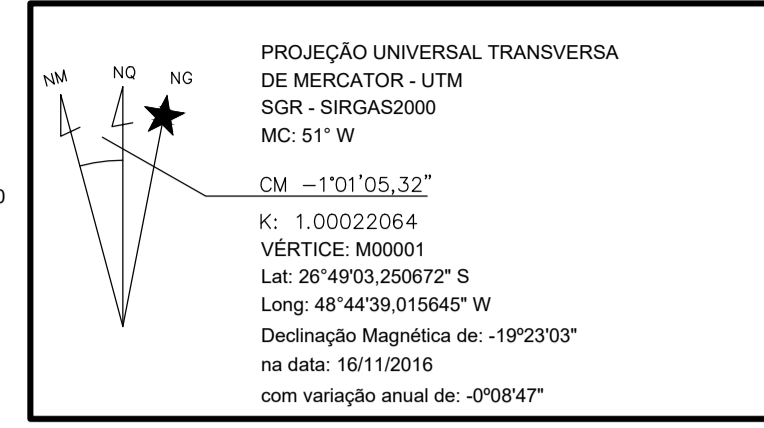 NM NQ NG
PROJEÇÃO UNIVERSAL TRANSVERSA
DE MERCATOR - UTM
SGR - SIRGAS2000
MC: 51° W
CM –1°01’05,32”
K: 1.00022064
VÉRTICE: M00001
Lat: 26°49'03,250672" S
Long: 48°44'39,015645" W
Declinação Magnética de: -19º23'03"
na data: 16/11/2016
com variação anual de: -0º08'47"